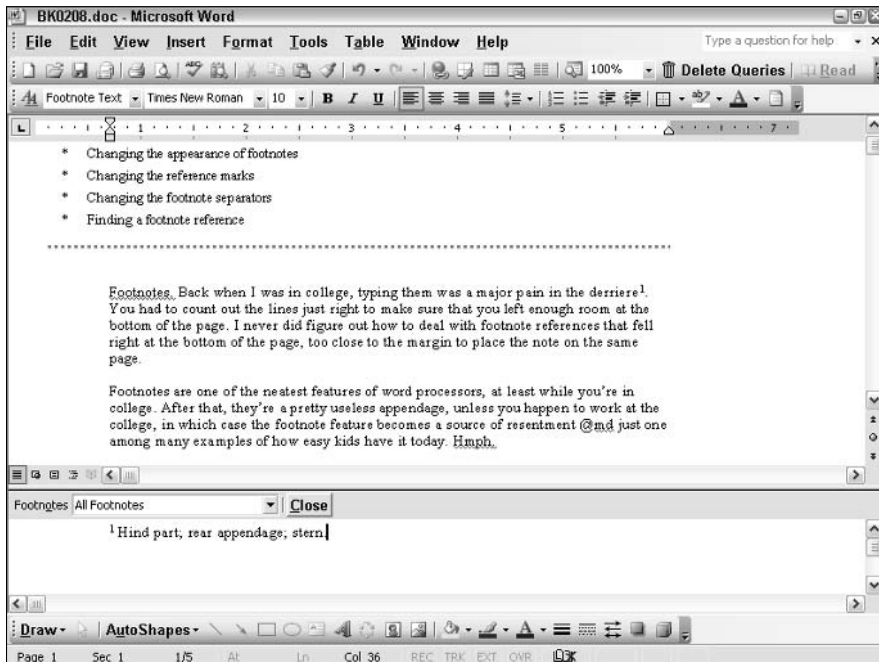 BK0208.doc - Microsoft Word
File Edit View Insert Format Tools Table Window Help Type a question for help
100% Delete Queries Read
Footnote Text Times New Roman 10 B I U A
L 1 2 3 4 5 7
* Changing the appearance of footnotes
* Changing the reference marks
* Changing the footnote separators
* Finding a footnote reference
Footnotes. Back when I was in college, typing them was a major pain in the derriere¹.
You had to count out the lines just right to make sure that you left enough room at the
bottom of the page. I never did figure out how to deal with footnote references that fell
right at the bottom of the page, too close to the margin to place the note on the same
page.
Footnotes are one of the neatest features of word processors, at least while you're in
college. After that, they're a pretty useless appendage, unless you happen to work at the
college, in which case the footnote feature becomes a source of resentment @md just one
among many examples of how easy kids have it today. Hmph.
Footnotes All Footnotes Close
¹ Hind part; rear appendage; stern.
Draw AutoShapes A
Page 1 Sec 1 1/5 At Ln Col 36 REC TRK EXT OVR